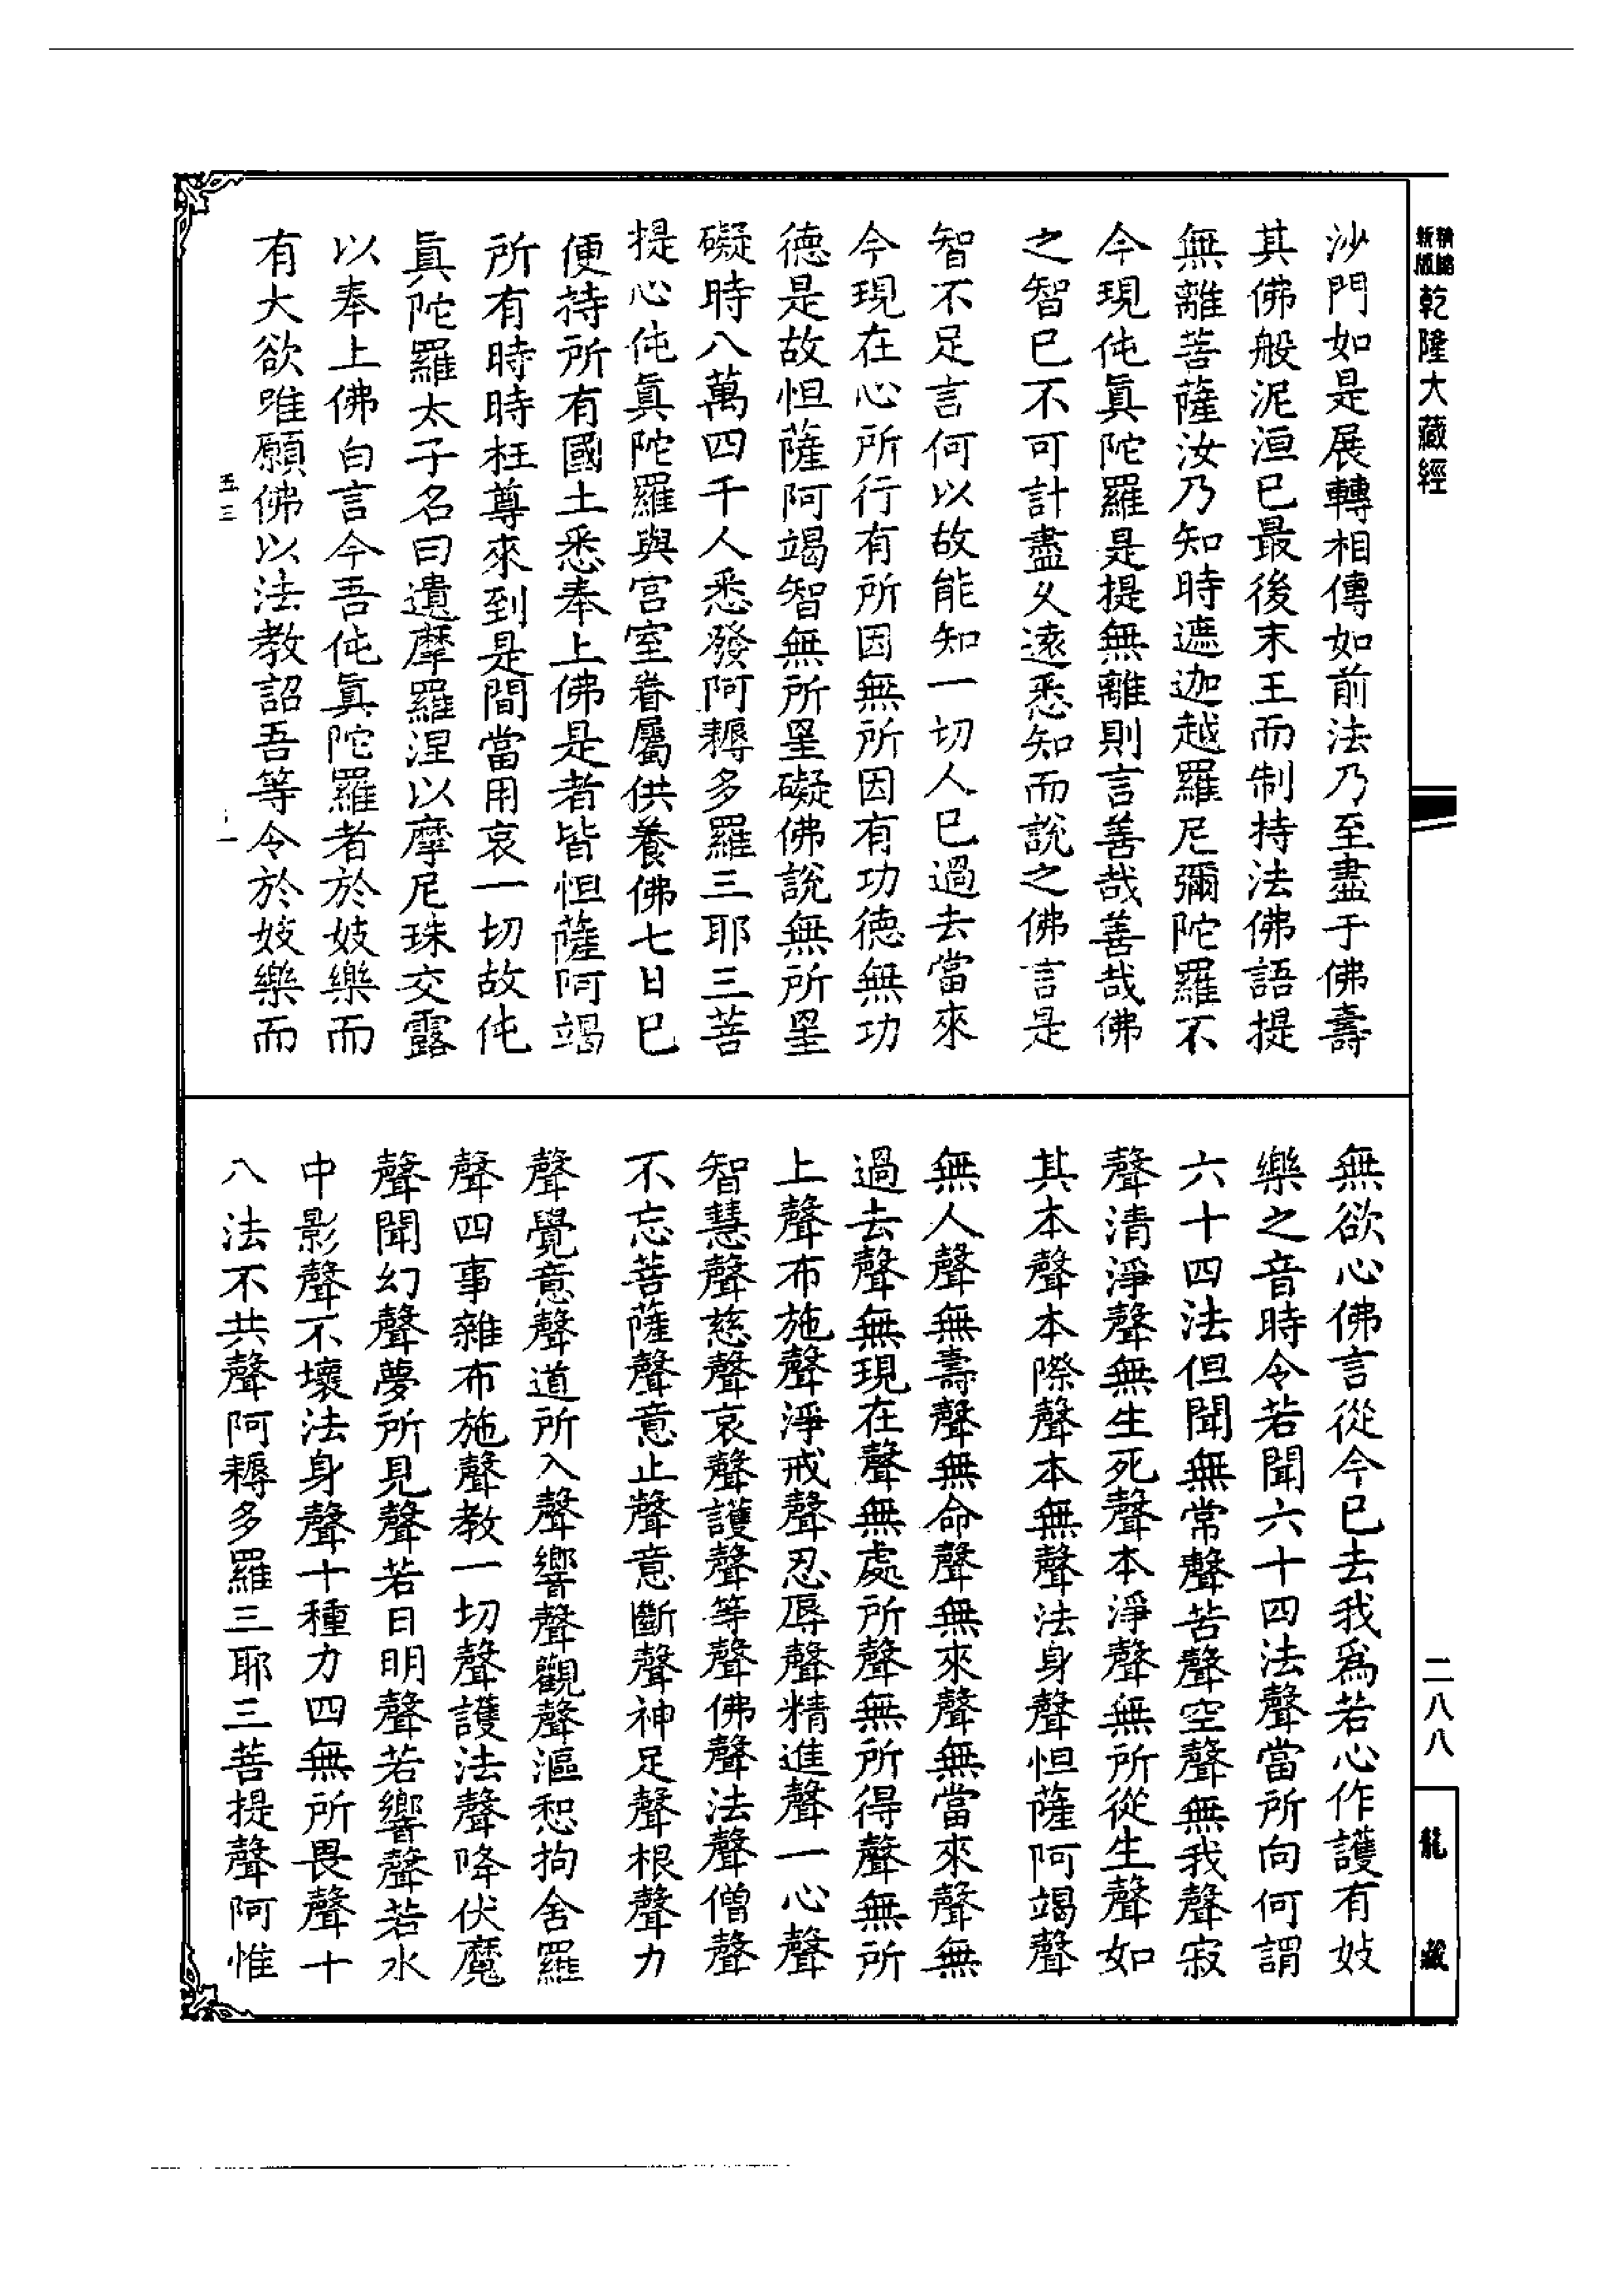 精縮
新版
乾隆大藏經
二八八
龍藏
沙門如是展轉相傳如前法乃至盡于佛壽
其佛般泥洹已最後末王而制持法佛語提
無離菩薩汝乃知時遮迦越羅尼彌陀羅不
今現伅眞陀羅是提無離則言善哉善哉佛
之智已不可計盡久遠悉知而說之佛言是
智不足言何以故能知一切人已過去當來
今現在心所行有所因無所因有功德無功
德是故怛薩阿竭智無所罣礙佛說無所罣
礙時八萬四千人悉發阿耨多羅三耶三菩
提心伅眞陀羅與宮室眷屬供養佛七日已
便持所有國土悉奉上佛是者皆怛薩阿竭
所有時時枉尊來到是間當用哀一切故伅
眞陀羅太子名曰遺摩羅涅以摩尼珠交露
以奉上佛白言今吾伅眞陀羅者於妓樂而
有大欲唯願佛以法教詔吾等令於妓樂而
五三
一
無欲心佛言從今已去我爲若心作護有妓
樂之音時令若聞六十四法聲當所向何謂
六十四法但聞無常聲苦聲空聲無我聲寂
聲清淨聲無生死聲本淨聲無所從生聲如
其本聲本際聲本無聲法身聲怛薩阿竭聲
無人聲無壽聲無命聲無來聲無當來聲無
過去聲無現在聲無處所聲無所得聲無所
上聲布施聲淨戒聲忍辱聲精進聲一心聲
智慧聲慈聲哀聲護聲等聲佛聲法聲僧聲
不忘菩薩聲意止聲意斷聲神足聲根聲力
聲覺意聲道所入聲響聲觀聲漚惒拘舍羅
聲四事雜布施聲教一切聲護法聲降伏魔
聲聞幻聲夢所見聲若日明聲若響聲若水
中影聲不壞法身聲十種力四無所畏聲十
八法不共聲阿耨多羅三耶三菩提聲阿惟